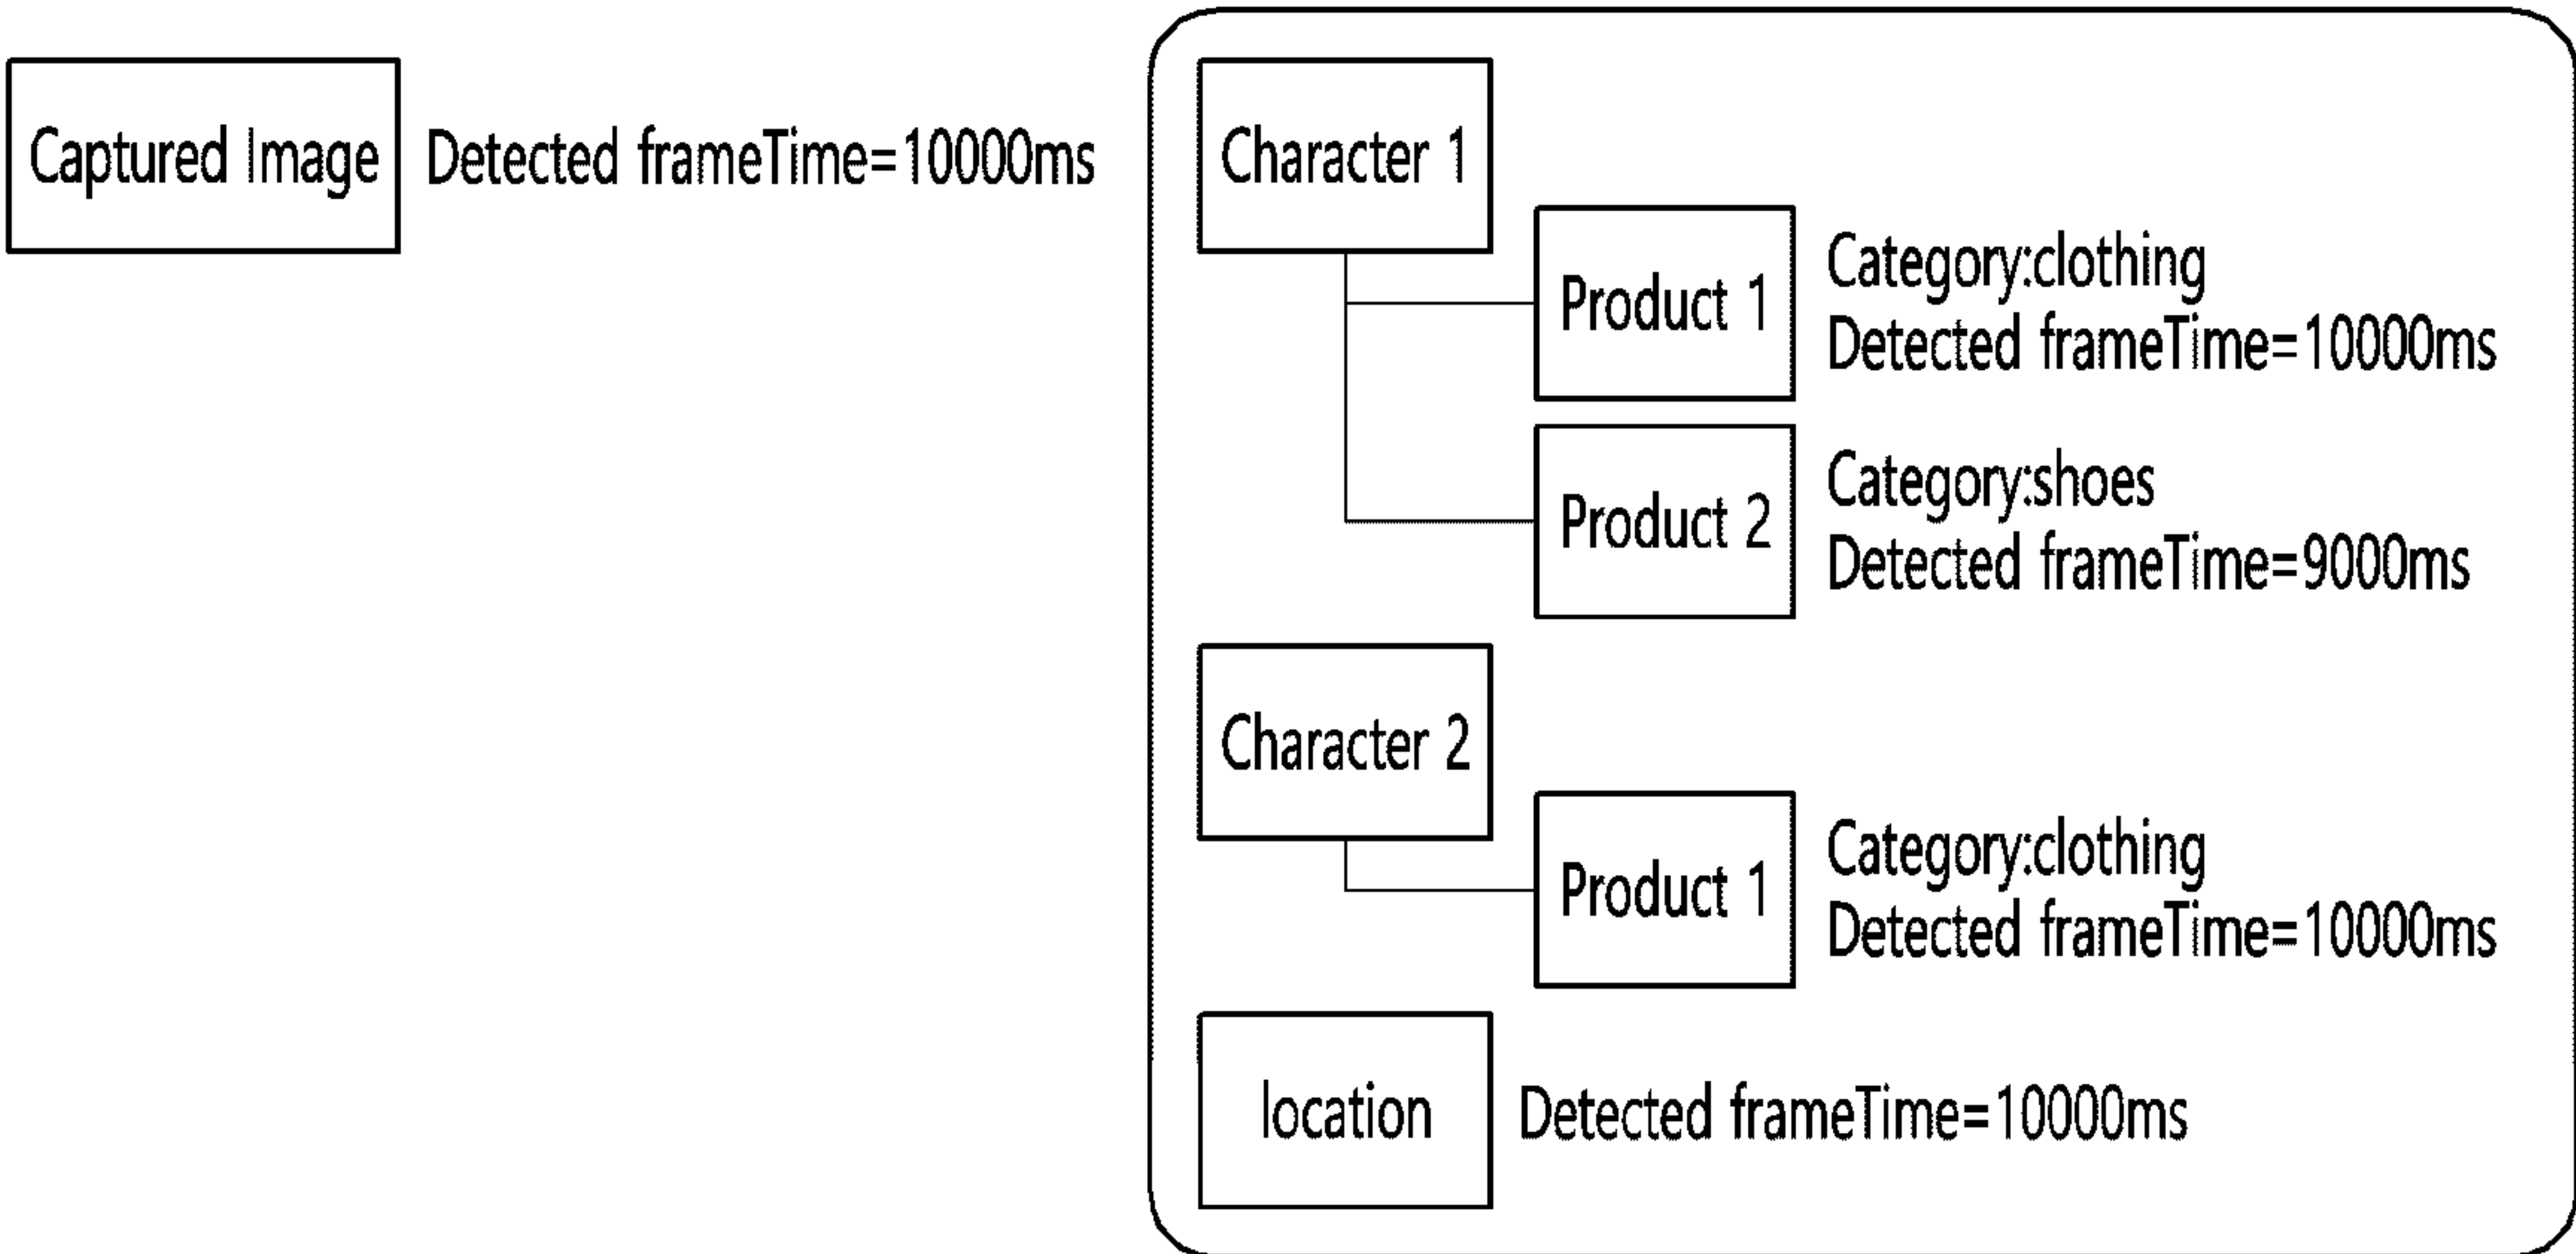 Captured Image
Detected frameTime=10000ms
Character 1
Product 1
Category:clothing
Detected frameTime=10000ms
Product 2
Category:shoes
Detected frameTime=9000ms
Character 2
Product 1
Category:clothing
Detected frameTime=10000ms
location
Detected frameTime=10000ms